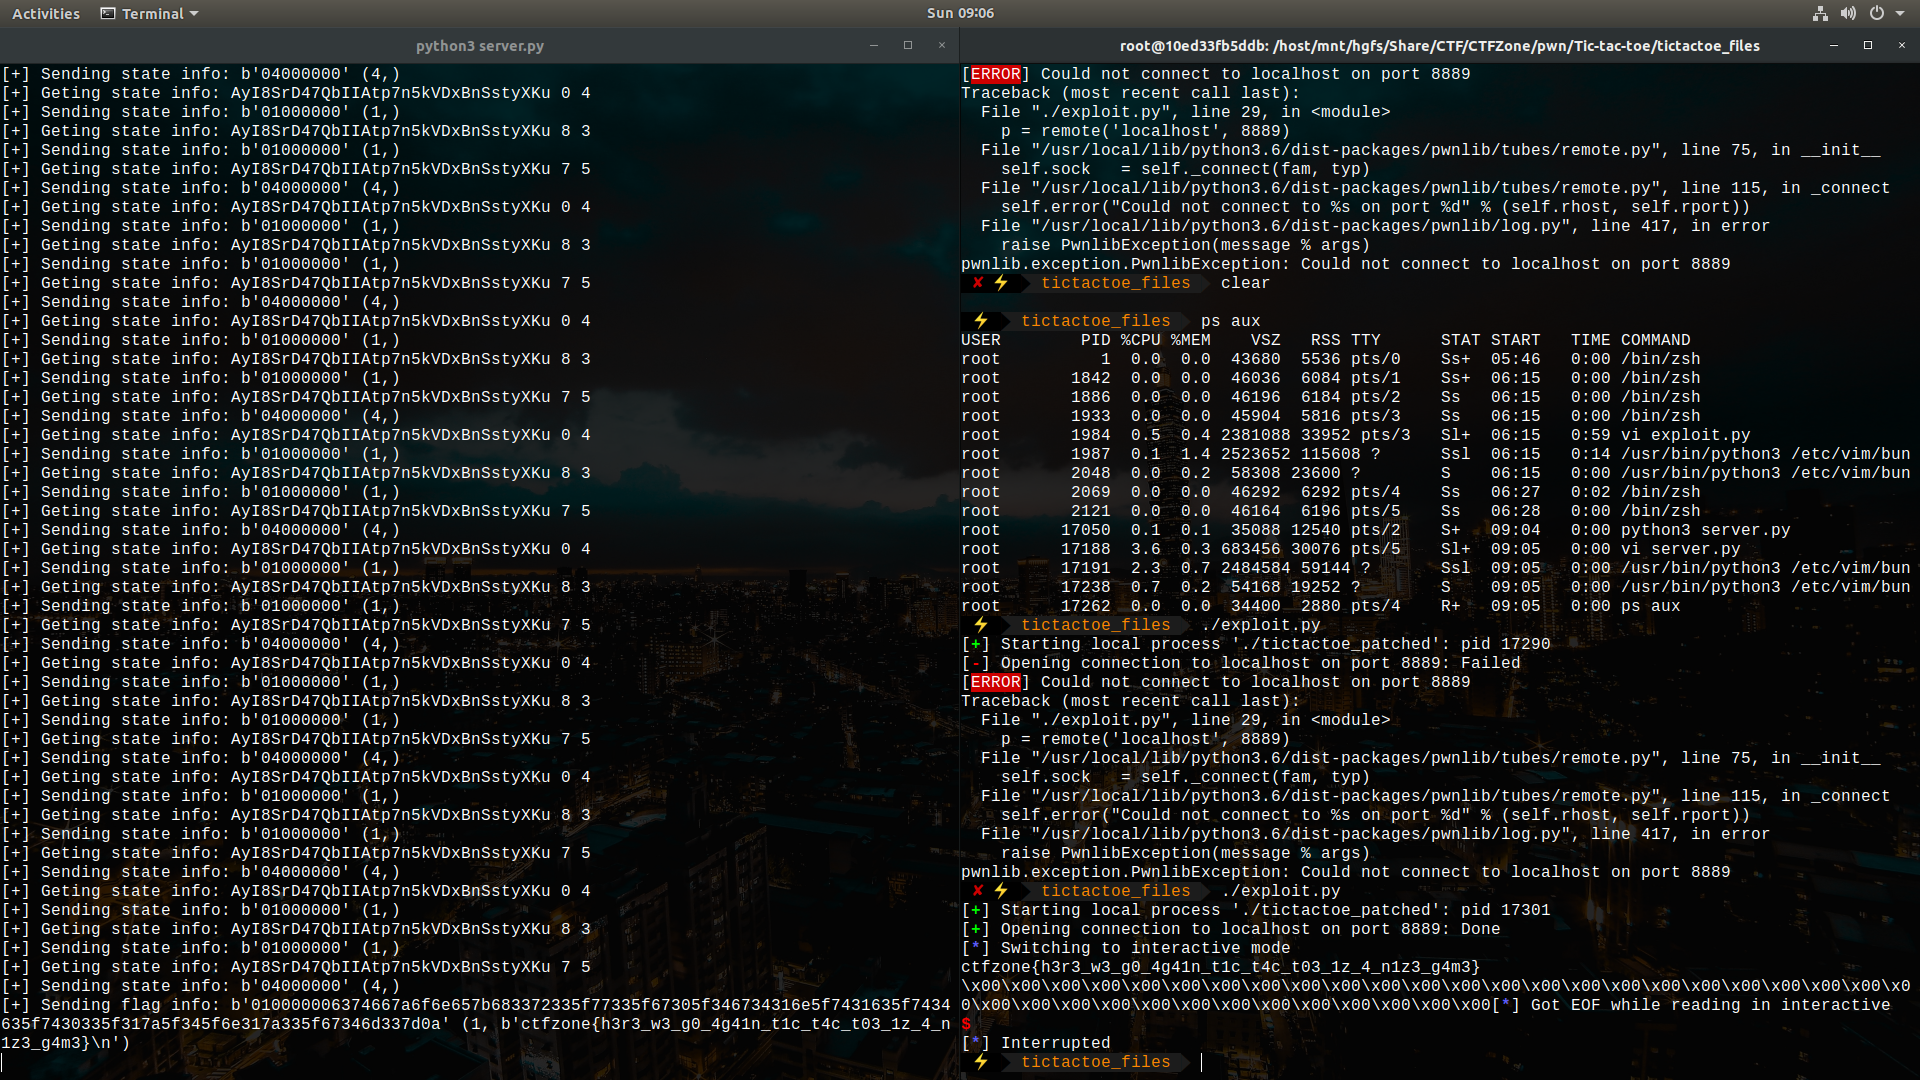 Activities Terminal Sun 09:06
python3 server.py
[+] Sending state info: b'04000000' (4,)
[+] Geting state info: AyI8SrD47QbIIAtp7n5kVDxBnSstyXKu 0 4
[+] Sending state info: b'01000000' (1,)
[+] Geting state info: AyI8SrD47QbIIAtp7n5kVDxBnSstyXKu 8 3
[+] Sending state info: b'01000000' (1,)
[+] Geting state info: AyI8SrD47QbIIAtp7n5kVDxBnSstyXKu 7 5
[+] Sending state info: b'04000000' (4,)
[+] Geting state info: AyI8SrD47QbIIAtp7n5kVDxBnSstyXKu 0 4
[+] Sending state info: b'01000000' (1,)
[+] Geting state info: AyI8SrD47QbIIAtp7n5kVDxBnSstyXKu 8 3
[+] Sending state info: b'01000000' (1,)
[+] Geting state info: AyI8SrD47QbIIAtp7n5kVDxBnSstyXKu 7 5
[+] Sending state info: b'04000000' (4,)
[+] Geting state info: AyI8SrD47QbIIAtp7n5kVDxBnSstyXKu 0 4
[+] Sending state info: b'01000000' (1,)
[+] Geting state info: AyI8SrD47QbIIAtp7n5kVDxBnSstyXKu 8 3
[+] Sending state info: b'01000000' (1,)
[+] Geting state info: AyI8SrD47QbIIAtp7n5kVDxBnSstyXKu 7 5
[+] Sending state info: b'04000000' (4,)
[+] Geting state info: AyI8SrD47QbIIAtp7n5kVDxBnSstyXKu 0 4
[+] Sending state info: b'01000000' (1,)
[+] Geting state info: AyI8SrD47QbIIAtp7n5kVDxBnSstyXKu 8 3
[+] Sending state info: b'01000000' (1,)
[+] Geting state info: AyI8SrD47QbIIAtp7n5kVDxBnSstyXKu 7 5
[+] Sending state info: b'04000000' (4,)
[+] Geting state info: AyI8SrD47QbIIAtp7n5kVDxBnSstyXKu 0 4
[+] Sending state info: b'01000000' (1,)
[+] Geting state info: AyI8SrD47QbIIAtp7n5kVDxBnSstyXKu 8 3
[+] Sending state info: b'01000000' (1,)
[+] Geting state info: AyI8SrD47QbIIAtp7n5kVDxBnSstyXKu 7 5
[+] Sending state info: b'04000000' (4,)
[+] Geting state info: AyI8SrD47QbIIAtp7n5kVDxBnSstyXKu 0 4
[+] Sending state info: b'01000000' (1,)
[+] Geting state info: AyI8SrD47QbIIAtp7n5kVDxBnSstyXKu 8 3
[+] Sending state info: b'01000000' (1,)
[+] Geting state info: AyI8SrD47QbIIAtp7n5kVDxBnSstyXKu 7 5
[+] Sending state info: b'04000000' (4,)
[+] Geting state info: AyI8SrD47QbIIAtp7n5kVDxBnSstyXKu 0 4
[+] Sending state info: b'01000000' (1,)
[+] Geting state info: AyI8SrD47QbIIAtp7n5kVDxBnSstyXKu 8 3
[+] Sending state info: b'01000000' (1,)
[+] Geting state info: AyI8SrD47QbIIAtp7n5kVDxBnSstyXKu 7 5
[+] Sending state info: b'04000000' (4,)
[+] Geting state info: AyI8SrD47QbIIAtp7n5kVDxBnSstyXKu 0 4
[+] Sending state info: b'01000000' (1,)
[+] Geting state info: AyI8SrD47QbIIAtp7n5kVDxBnSstyXKu 8 3
[+] Sending state info: b'01000000' (1,)
[+] Geting state info: AyI8SrD47QbIIAtp7n5kVDxBnSstyXKu 7 5
[+] Sending state info: b'04000000' (4,)
[+] Sending flag info: b'010000006374667a6f6e657b683372335f77335f67305f346734316e5f7431635f7434
635f7430335f317a5f345f6e317a335f67346d337d0a' (1, b'ctfzone{h3r3_w3_g0_4g41n_t1c_t4c_t03_1z_4_n
1z3_g4m3}\n')
root@10ed33fb5ddb: /host/mnt/hgfs/Share/CTF/CTFZone/pwn/Tic-tac-toe/tictactoe_files
[ERROR] Could not connect to localhost on port 8889
Traceback (most recent call last):
  File "./exploit.py", line 29, in <module>
    p = remote('localhost', 8889)
  File "/usr/local/lib/python3.6/dist-packages/pwnlib/tubes/remote.py", line 75, in __init__
    self.sock   = self._connect(fam, typ)
  File "/usr/local/lib/python3.6/dist-packages/pwnlib/tubes/remote.py", line 115, in _connect
    self.error("Could not connect to %s on port %d" % (self.rhost, self.rport))
  File "/usr/local/lib/python3.6/dist-packages/pwnlib/log.py", line 417, in error
    raise PwnlibException(message % args)
pwnlib.exception.PwnlibException: Could not connect to localhost on port 8889
✘ ⚡ tictactoe_files clear
⚡ tictactoe_files ps aux
USER        PID %CPU %MEM    VSZ   RSS TTY      STAT START   TIME COMMAND
root          1  0.0  0.0  43680  5536 pts/0    Ss+  05:46   0:00 /bin/zsh
root       1842  0.0  0.0  46036  6084 pts/1    Ss+  06:15   0:00 /bin/zsh
root       1886  0.0  0.0  46196  6184 pts/2    Ss   06:15   0:00 /bin/zsh
root       1933  0.0  0.0  45904  5816 pts/3    Ss   06:15   0:00 /bin/zsh
root       1984  0.5  0.4 2381088 33952 pts/3   Sl+  06:15   0:59 vi exploit.py
root       1987  0.1  1.4 2523652 115608 ?      Ssl  06:15   0:14 /usr/bin/python3 /etc/vim/bun
root       2048  0.0  0.2  58308 23600 ?        S    06:15   0:00 /usr/bin/python3 /etc/vim/bun
root       2069  0.0  0.0  46292  6292 pts/4    Ss   06:27   0:02 /bin/zsh
root       2121  0.0  0.0  46164  6196 pts/5    Ss   06:28   0:00 /bin/zsh
root      17050  0.1  0.1  35088 12540 pts/2    S+   09:04   0:00 python3 server.py
root      17188  3.6  0.3 683456 30076 pts/5    Sl+  09:05   0:00 vi server.py
root      17191  2.3  0.7 2484584 59144 ?       Ssl  09:05   0:00 /usr/bin/python3 /etc/vim/bun
root      17238  0.7  0.2  54168 19252 ?        S    09:05   0:00 /usr/bin/python3 /etc/vim/bun
root      17262  0.0  0.0  34400  2880 pts/4    R+   09:05   0:00 ps aux
⚡ tictactoe_files ./exploit.py
[+] Starting local process './tictactoe_patched': pid 17290
[-] Opening connection to localhost on port 8889: Failed
[ERROR] Could not connect to localhost on port 8889
Traceback (most recent call last):
  File "./exploit.py", line 29, in <module>
    p = remote('localhost', 8889)
  File "/usr/local/lib/python3.6/dist-packages/pwnlib/tubes/remote.py", line 75, in __init__
    self.sock   = self._connect(fam, typ)
  File "/usr/local/lib/python3.6/dist-packages/pwnlib/tubes/remote.py", line 115, in _connect
    self.error("Could not connect to %s on port %d" % (self.rhost, self.rport))
  File "/usr/local/lib/python3.6/dist-packages/pwnlib/log.py", line 417, in error
    raise PwnlibException(message % args)
pwnlib.exception.PwnlibException: Could not connect to localhost on port 8889
✘ ⚡ tictactoe_files ./exploit.py
[+] Starting local process './tictactoe_patched': pid 17301
[+] Opening connection to localhost on port 8889: Done
[*] Switching to interactive mode
ctfzone{h3r3_w3_g0_4g41n_t1c_t4c_t03_1z_4_n1z3_g4m3}
\x00\x00\x00\x00\x00\x00\x00\x00\x00\x00\x00\x00\x00\x00\x00\x00\x00\x00\x00\x00\x00\x00\x00\x0
0\x00\x00\x00\x00\x00\x00\x00\x00\x00\x00\x00\x00\x00[*] Got EOF while reading in interactive
$
[*] Interrupted
⚡ tictactoe_files